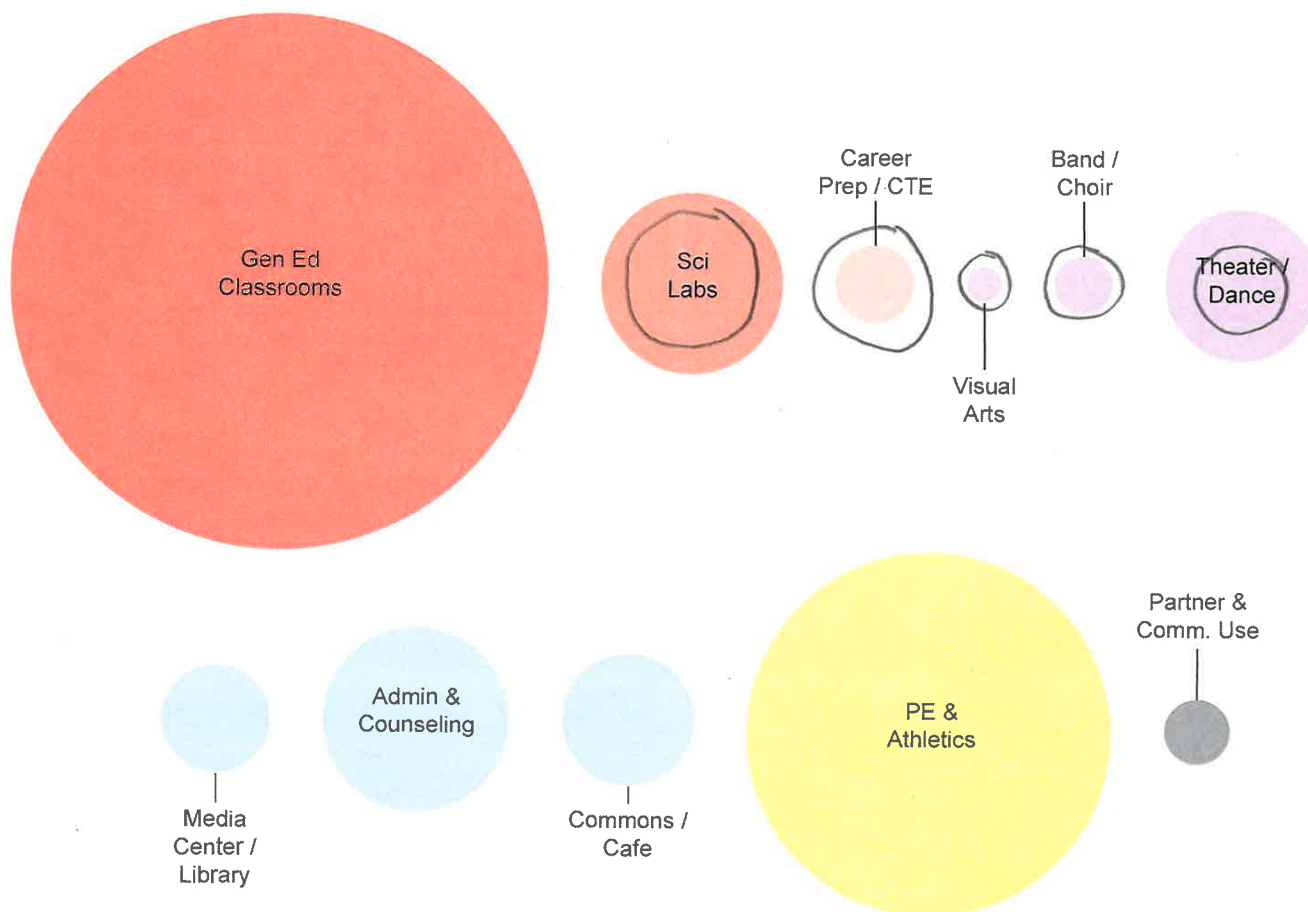 Gen Ed
Classrooms
Sci
Labs
Career
Prep / CTE
Visual
Arts
Band /
Choir
Theater /
Dance
Media
Center /
Library
Admin &
Counseling
Commons /
Cafe
PE &
Athletics
Partner &
Comm. Use